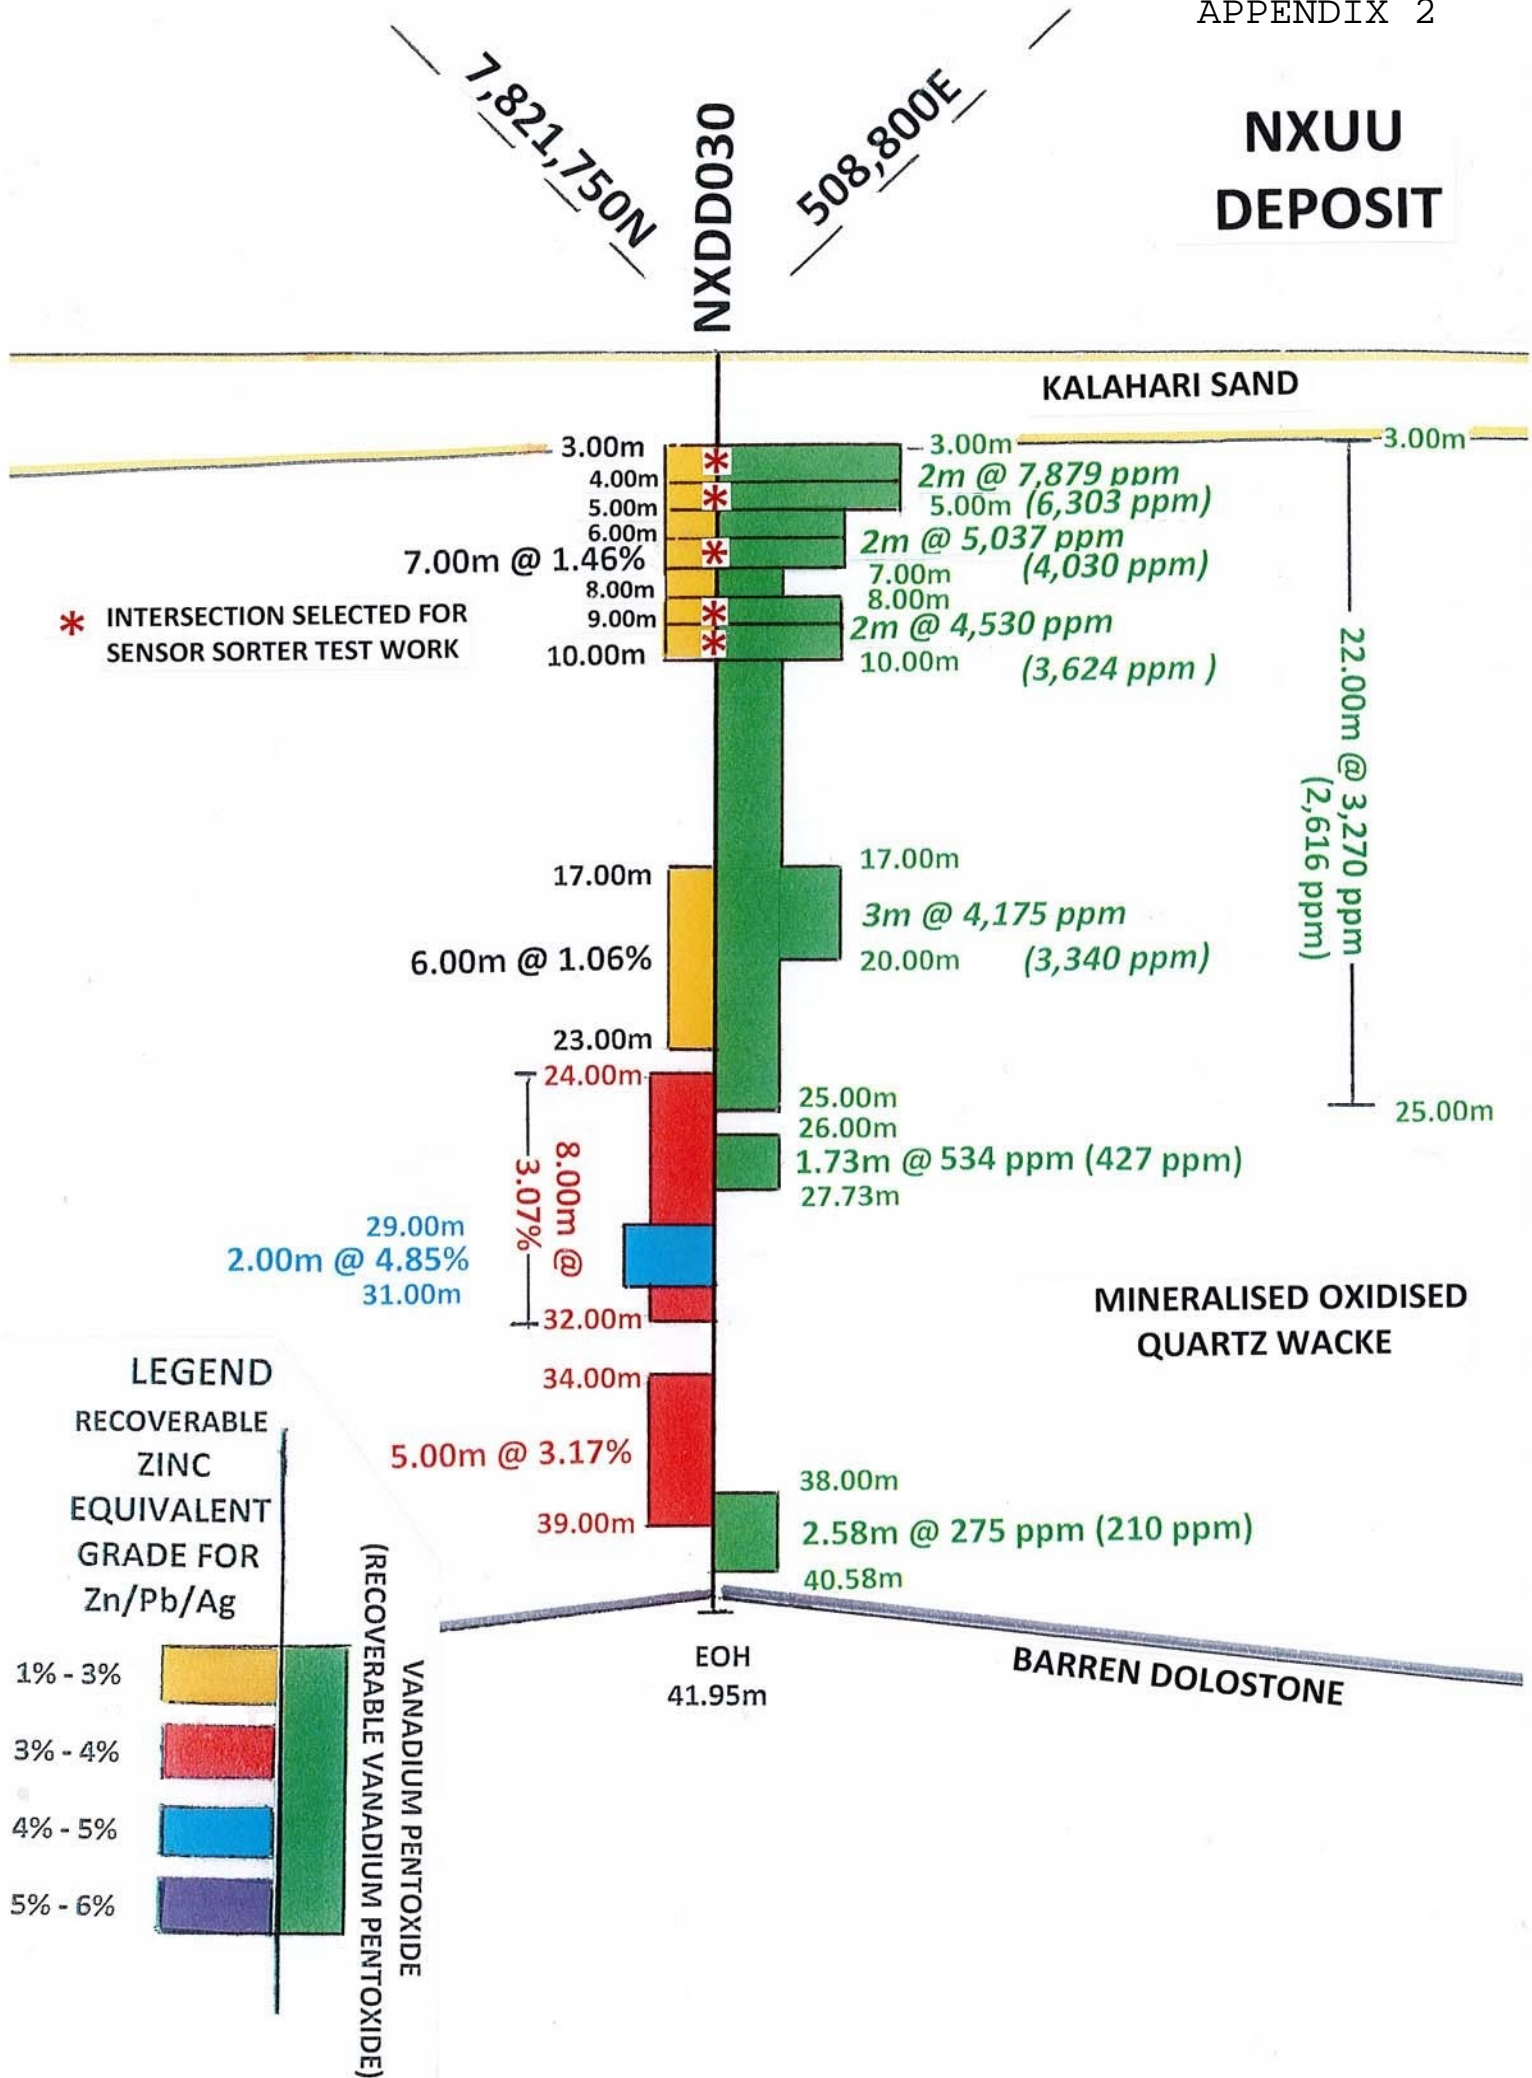 APPENDIX 2
7,821,750N
NXDD030
508,800E
NXUU
DEPOSIT
KALAHARI SAND
3.00m
4.00m
5.00m
6.00m
7.00m @ 1.46%
8.00m
9.00m
10.00m
* INTERSECTION SELECTED FOR
SENSOR SORTER TEST WORK
3.00m
2m @ 7,879 ppm
5.00m (6,303 ppm)
2m @ 5,037 ppm
7.00m (4,030 ppm)
8.00m
2m @ 4,530 ppm
10.00m (3,624 ppm )
3.00m
22.00m @ 3,270 ppm
(2,616 ppm)
25.00m
17.00m
6.00m @ 1.06%
23.00m
17.00m
3m @ 4,175 ppm
20.00m (3,340 ppm)
24.00m
8.00m @
3.07%
32.00m
25.00m
26.00m
1.73m @ 534 ppm (427 ppm)
27.73m
29.00m
2.00m @ 4.85%
31.00m
MINERALISED OXIDISED
QUARTZ WACKE
34.00m
5.00m @ 3.17%
39.00m
38.00m
2.58m @ 275 ppm (210 ppm)
40.58m
EOH
41.95m
BARREN DOLOSTONE
LEGEND
RECOVERABLE
ZINC
EQUIVALENT
GRADE FOR
Zn/Pb/Ag
1% - 3%
3% - 4%
4% - 5%
5% - 6%
VANADIUM PENTOXIDE
(RECOVERABLE VANADIUM PENTOXIDE)